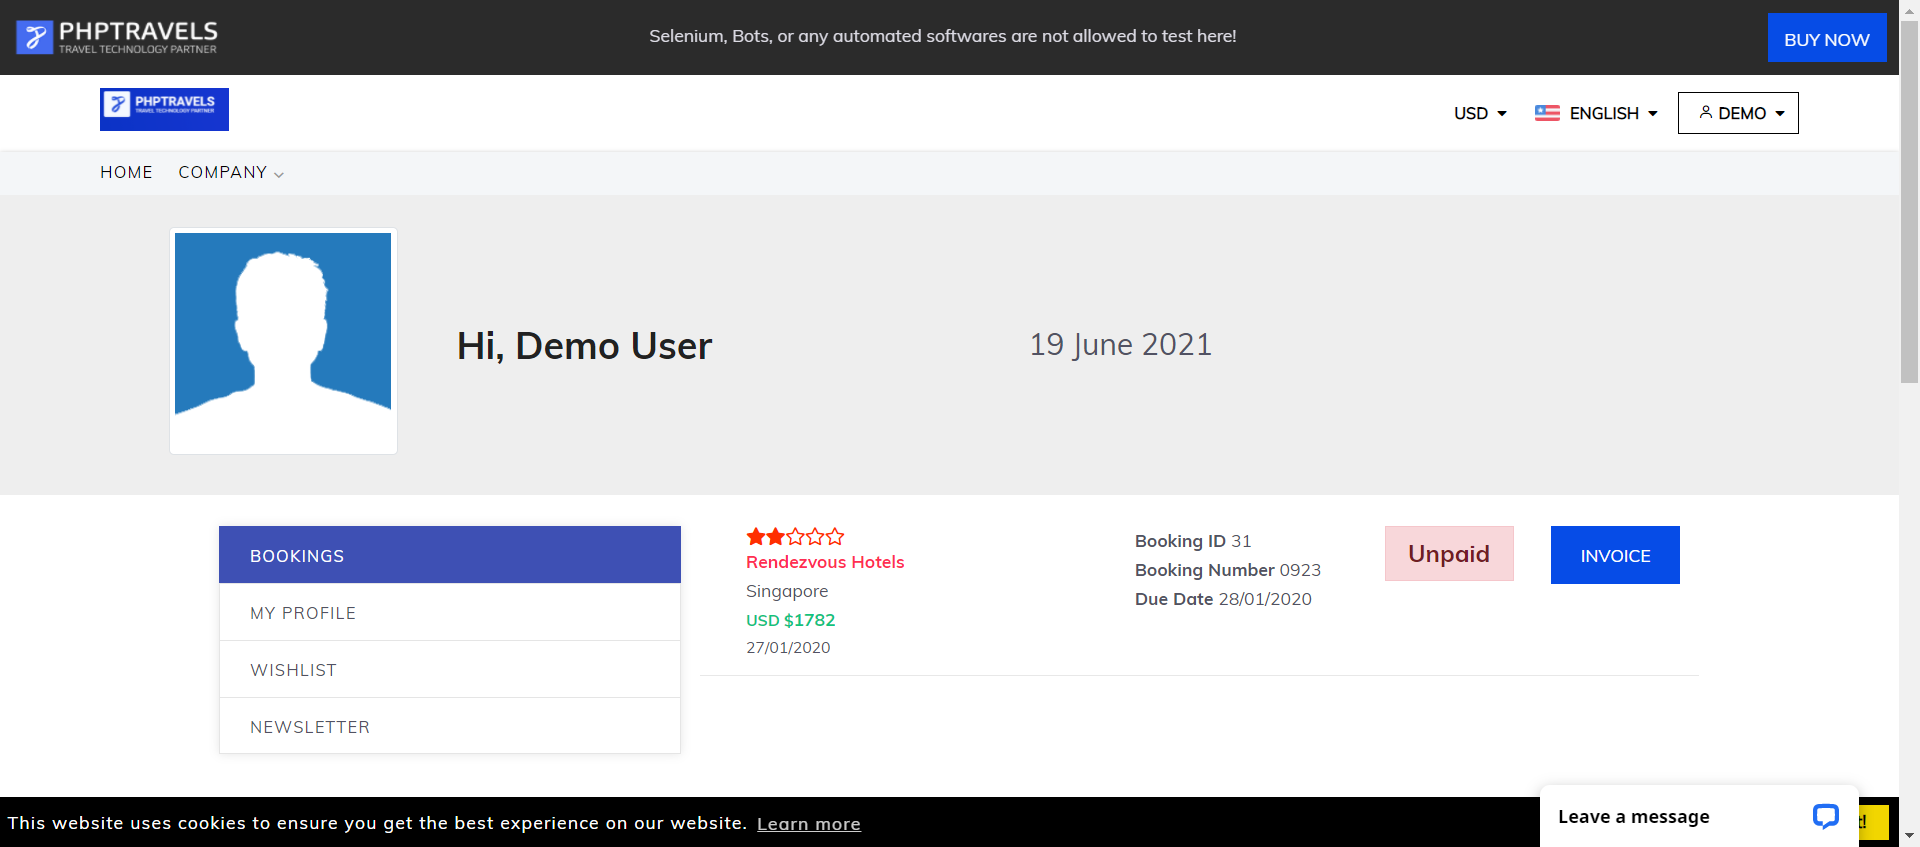 PHPTRAVELS
TRAVEL TECHNOLOGY PARTNER
Selenium, Bots, or any automated softwares are not allowed to test here!
BUY NOW
PHPTRAVELS
TRAVEL TECHNOLOGY PARTNER
USD
ENGLISH
DEMO
HOME
COMPANY
Hi, Demo User
19 June 2021
BOOKINGS
MY PROFILE
WISHLIST
NEWSLETTER
Rendezvous Hotels
Singapore
USD $1782
27/01/2020
Booking ID 31
Booking Number 0923
Due Date 28/01/2020
Unpaid
INVOICE
This website uses cookies to ensure you get the best experience on our website. Learn more
Leave a message